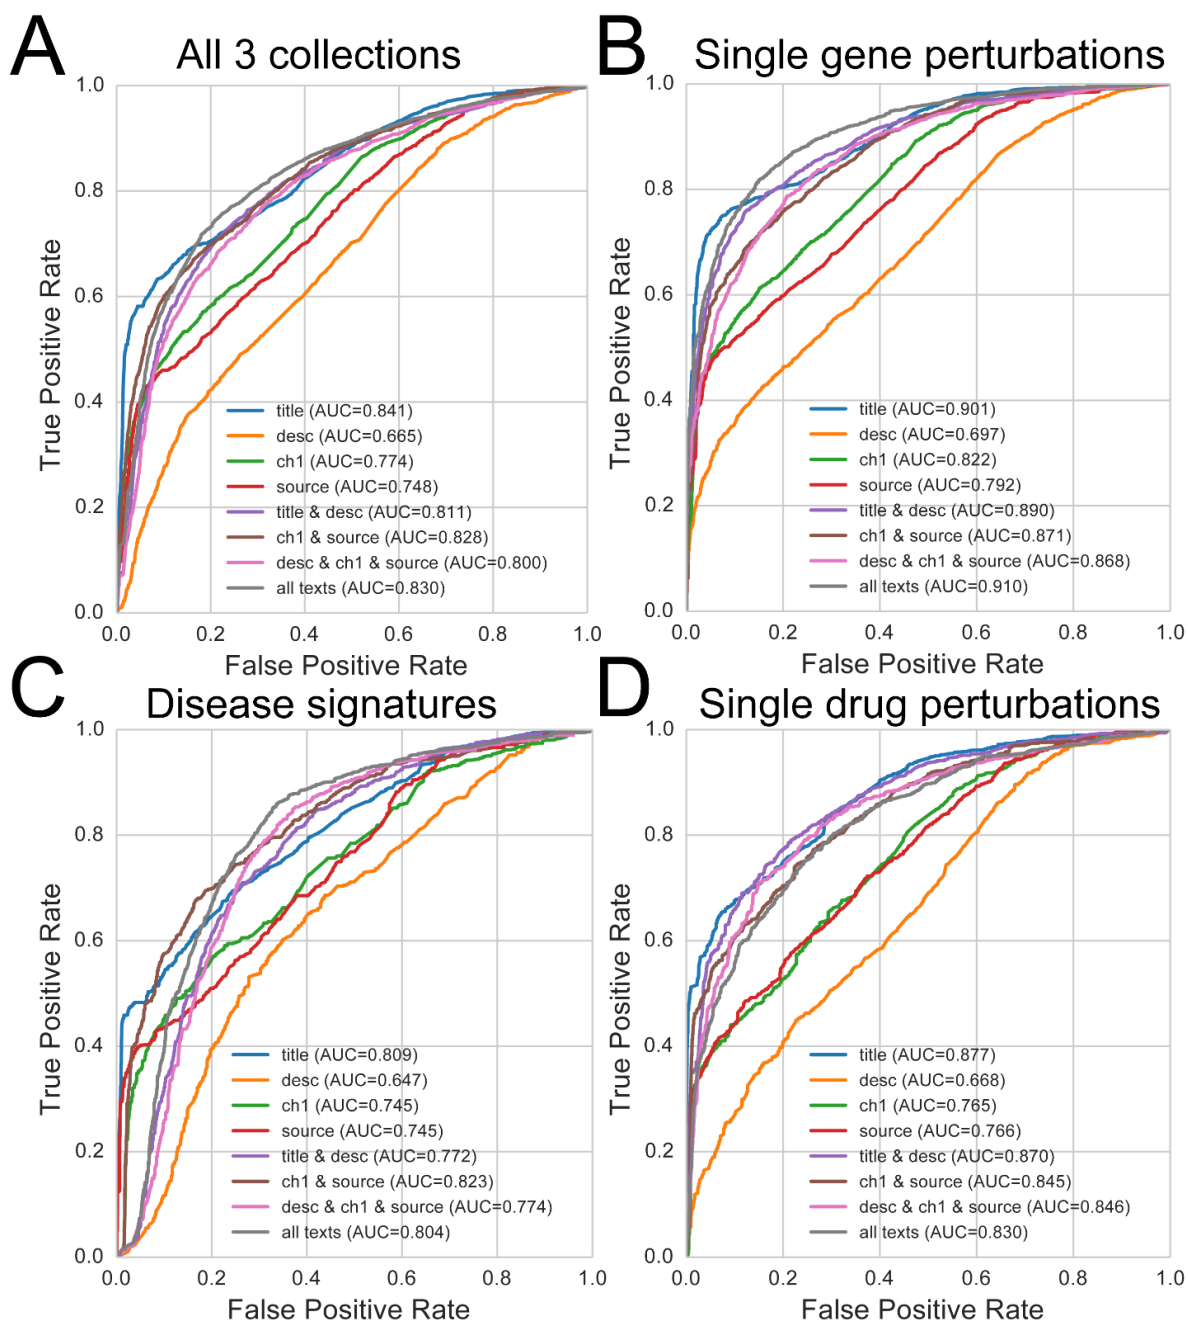 A
All 3 collections
True Positive Rate
1.0
0.8
0.6
0.4
0.2
0.0
title (AUC=0.841)
desc (AUC=0.665)
ch1 (AUC=0.774)
source (AUC=0.748)
title & desc (AUC=0.811)
ch1 & source (AUC=0.828)
desc & ch1 & source (AUC=0.800)
all texts (AUC=0.830)
0.0 0.2 0.4 0.6 0.8 1.0
False Positive Rate
B
Single gene perturbations
True Positive Rate
1.0
0.8
0.6
0.4
0.2
0.0
title (AUC=0.901)
desc (AUC=0.697)
ch1 (AUC=0.822)
source (AUC=0.792)
title & desc (AUC=0.890)
ch1 & source (AUC=0.871)
desc & ch1 & source (AUC=0.868)
all texts (AUC=0.910)
0.0 0.2 0.4 0.6 0.8 1.0
False Positive Rate
C
Disease signatures
True Positive Rate
1.0
0.8
0.6
0.4
0.2
0.0
title (AUC=0.809)
desc (AUC=0.647)
ch1 (AUC=0.745)
source (AUC=0.745)
title & desc (AUC=0.772)
ch1 & source (AUC=0.823)
desc & ch1 & source (AUC=0.774)
all texts (AUC=0.804)
0.0 0.2 0.4 0.6 0.8 1.0
False Positive Rate
D
Single drug perturbations
True Positive Rate
1.0
0.8
0.6
0.4
0.2
0.0
title (AUC=0.877)
desc (AUC=0.668)
ch1 (AUC=0.765)
source (AUC=0.766)
title & desc (AUC=0.870)
ch1 & source (AUC=0.845)
desc & ch1 & source (AUC=0.846)
all texts (AUC=0.830)
0.0 0.2 0.4 0.6 0.8 1.0
False Positive Rate